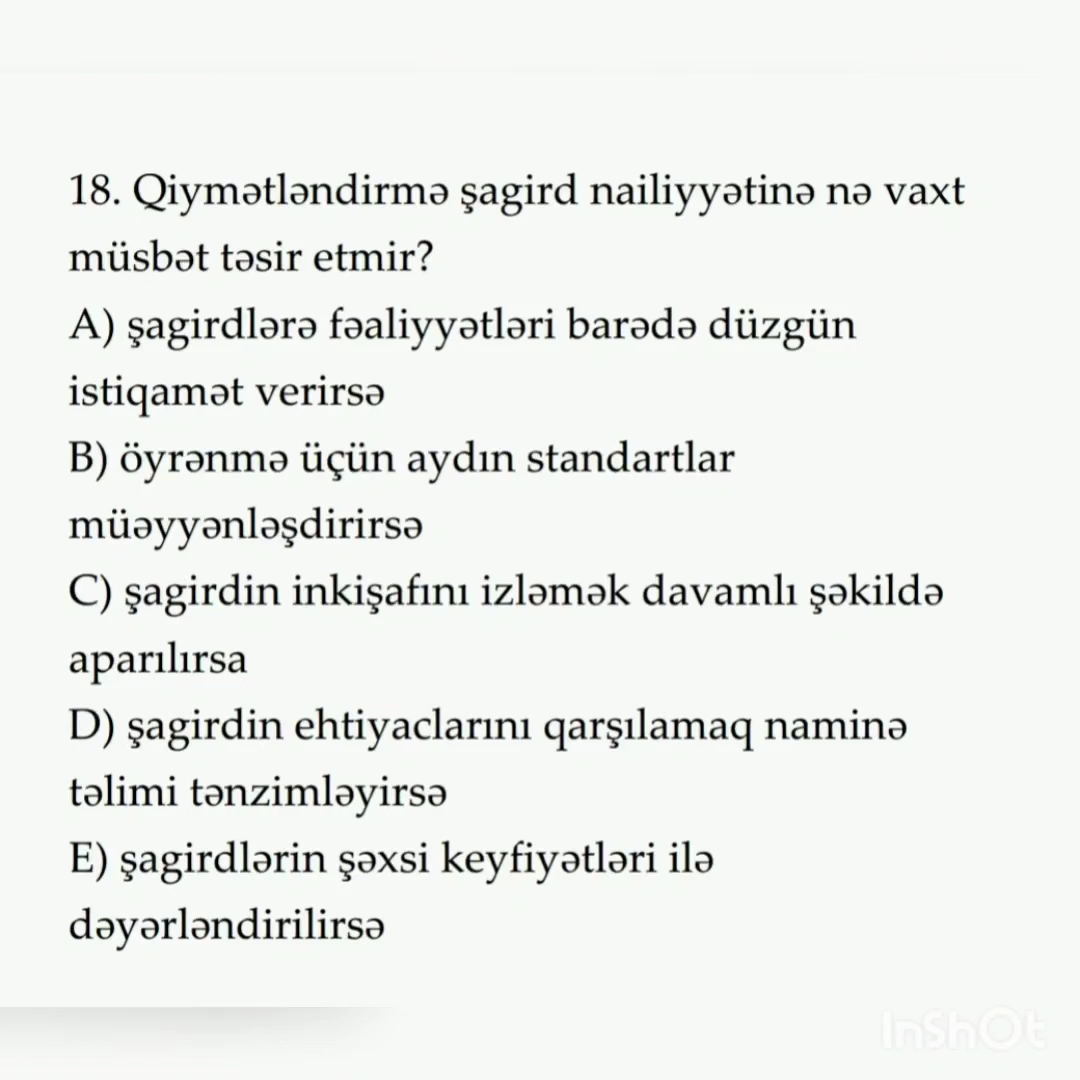 18. Qiymətləndirmə şagird nailiyyətinə nə vaxt
müsbət təsir etmir?
A) şagirdlərə fəaliyyətləri barədə düzgün
istiqamət verirsə
B) öyrənmə üçün aydın standartlar
müəyyənləşdirirsə
C) şagirdin inkişafını izləmək davamlı şəkildə
aparılırsa
D) şagirdin ehtiyaclarını qarşılamaq naminə
təlimi tənzimləyirsə
E) şagirdlərin şəxsi keyfiyətləri ilə
dəyərləndirilirsə
InShOt